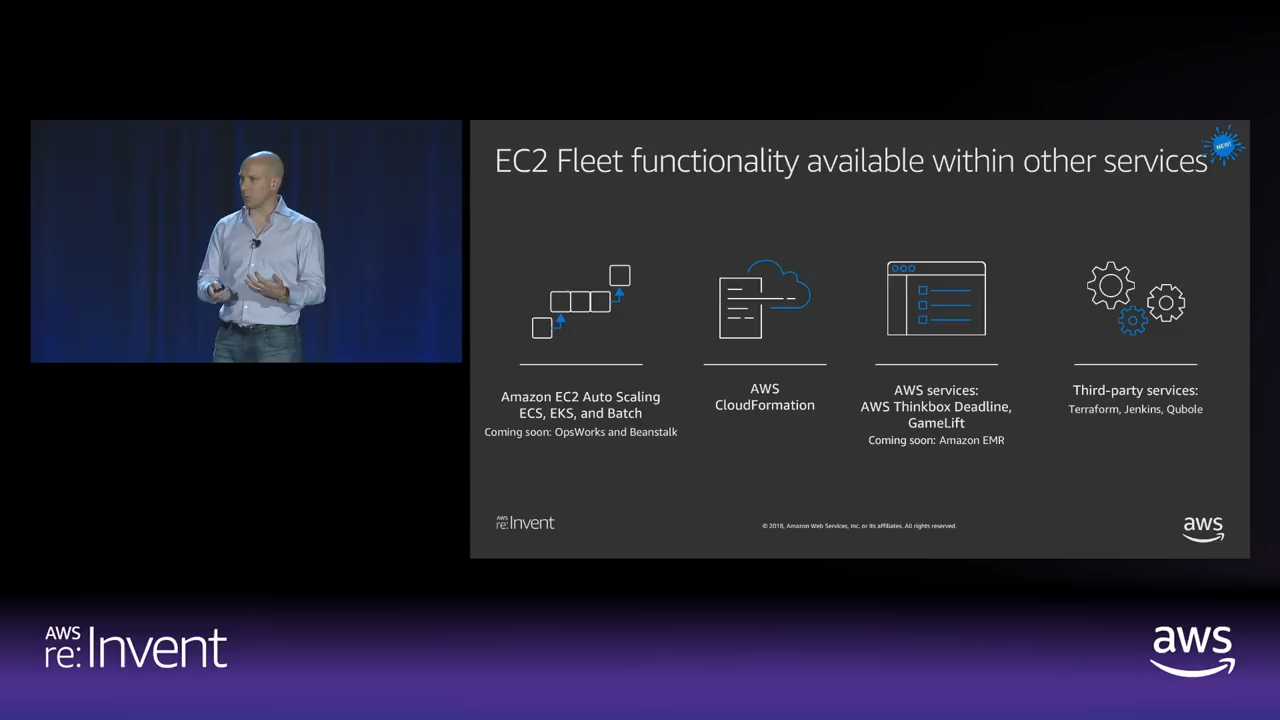 EC2 Fleet functionality available within other services
NEW!
Amazon EC2 Auto Scaling
ECS, EKS, and Batch
Coming soon: OpsWorks and Beanstalk
AWS
CloudFormation
AWS services:
AWS Thinkbox Deadline,
GameLift
Coming soon: Amazon EMR
Third-party services:
Terraform, Jenkins, Qubole
AWS
re:Invent
© 2018, Amazon Web Services, Inc. or its affiliates. All rights reserved.
aws
AWS
re:Invent
aws